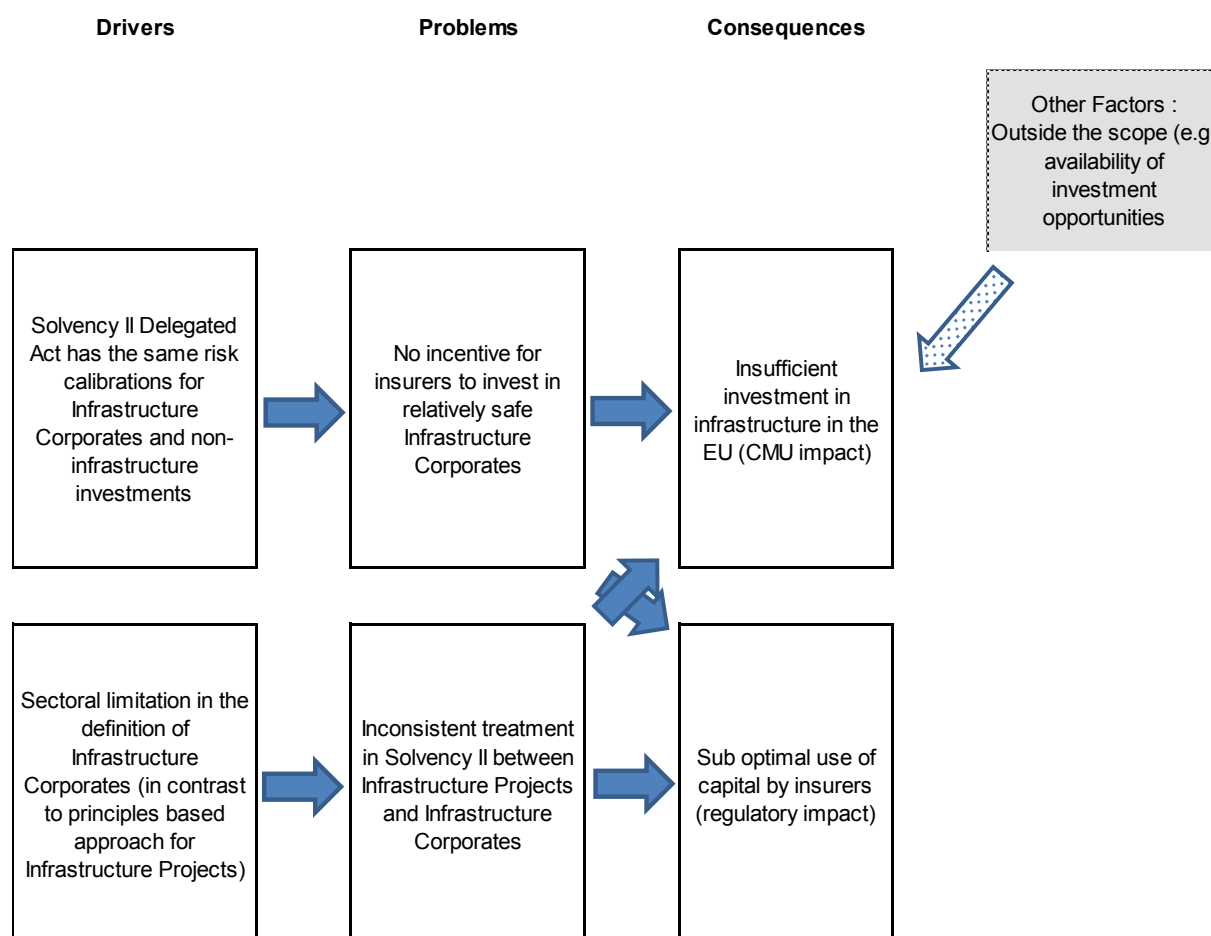 Drivers
Problems
Consequences
Other Factors :
Outside the scope (e.g
availability of
investment
opportunities
Solvency II Delegated
Act has the same risk
calibrations for
Infrastructure
Corporates and non-
infrastructure
investments
No incentive for
insurers to invest in
relatively safe
Infrastructure
Corporates
Insufficient
investment in
infrastructure in the
EU (CMU impact)
Sectoral limitation in the
definition of
Infrastructure
Corporates (in contrast
to principles based
approach for
Infrastructure Projects)
Inconsistent treatment
in Solvency II between
Infrastructure Projects
and Infrastructure
Corporates
Sub optimal use of
capital by insurers
(regulatory impact)